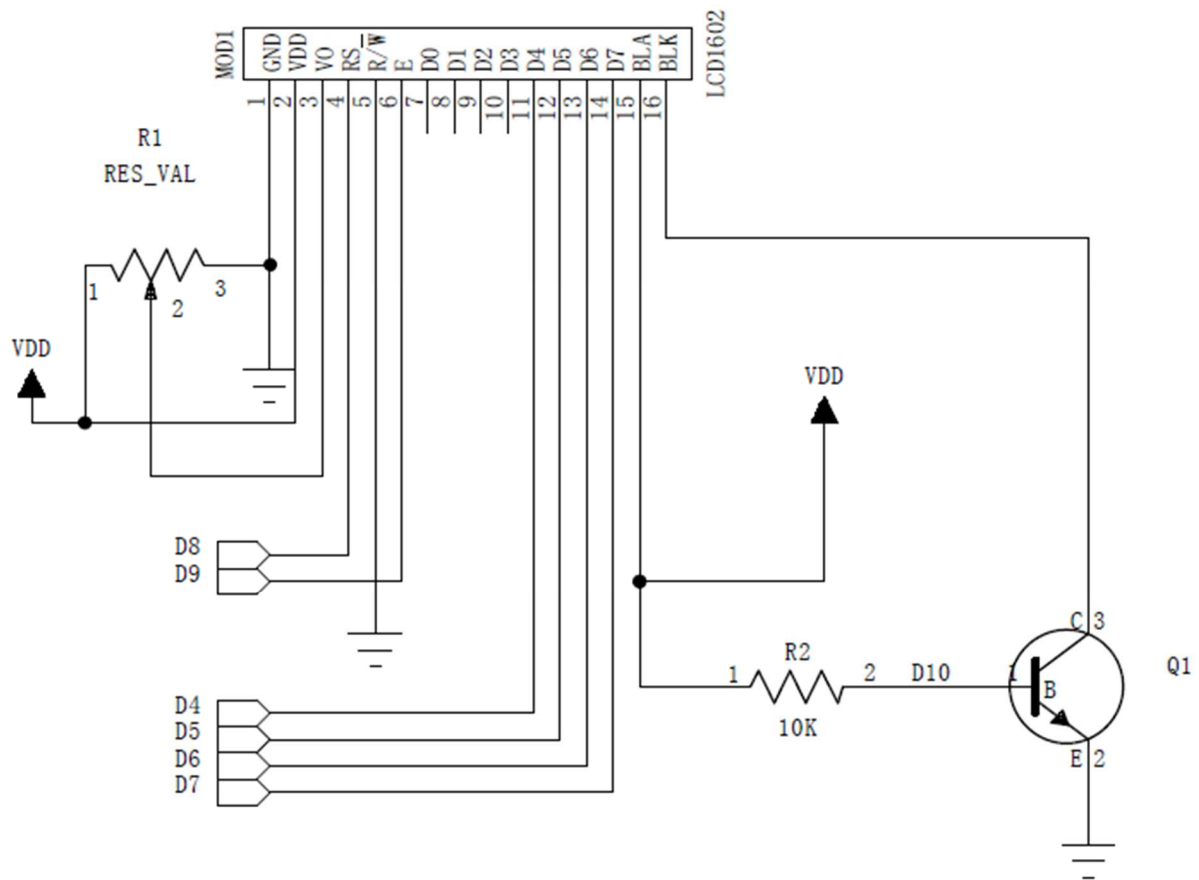 MOD1
GND
VDD
VO
RS
R/W
E
D0
D1
D2
D3
D4
D5
D6
D7
BLA
BLK
LCD1602
1
2
3
4
5
6
7
8
9
10
11
12
13
14
15
16
R1
RES_VAL
1
2
3
VDD
VDD
D8
D9
D4
D5
D6
D7
R2
1
2
10K
D10
1
B
C 3
E 2
Q1